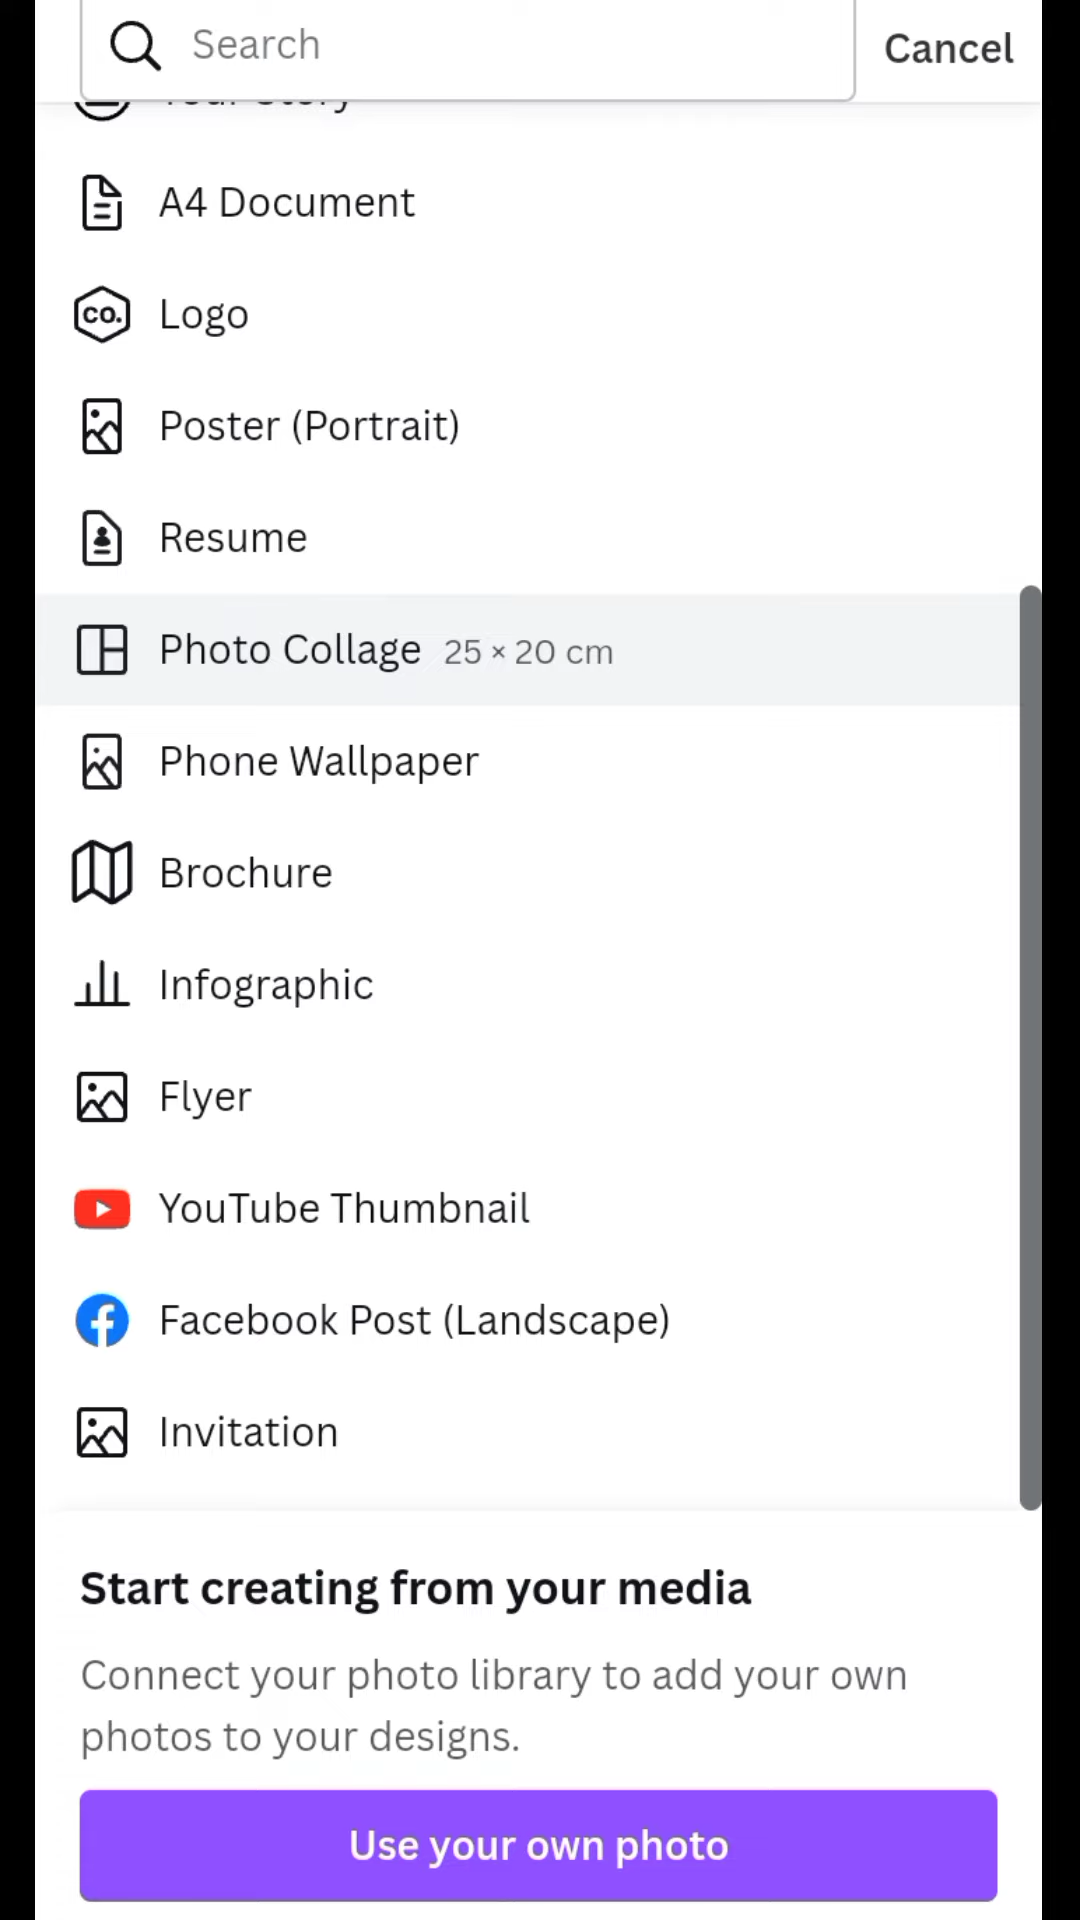 Search
Cancel
Your Story
A4 Document
CO.
Logo
Poster (Portrait)
Resume
Photo Collage 25 × 20 cm
Phone Wallpaper
Brochure
Infographic
Flyer
YouTube Thumbnail
Facebook Post (Landscape)
Invitation
Start creating from your media
Connect your photo library to add your own
photos to your designs.
Use your own photo